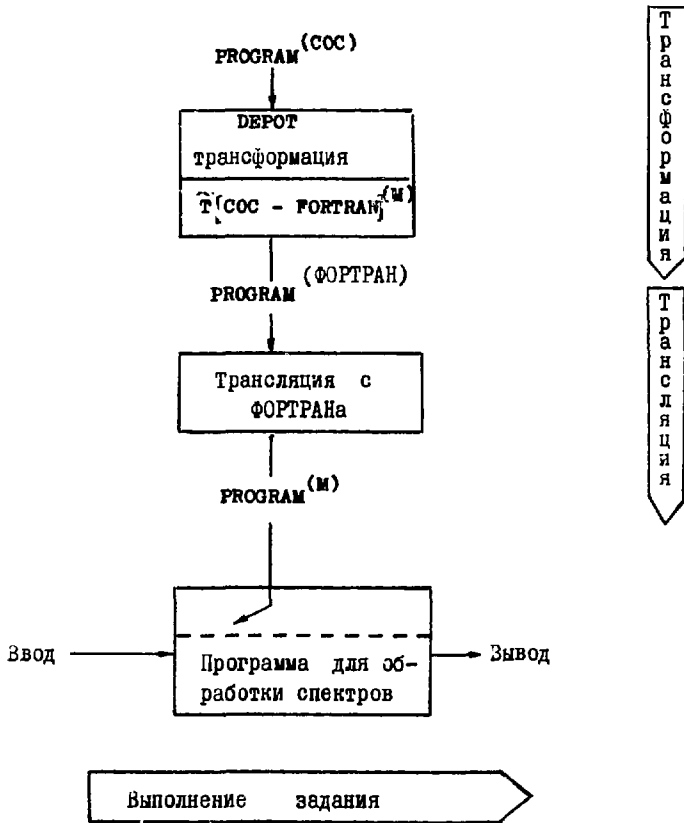 PROGRAM(СОС)
DEPOT
трансформация
T[COC - FORTRAN](M)
PROGRAM(ФОРТРАН)
Трансляция с
ФОРТРАНа
PROGRAM(M)
Ввод
Программа для об-
работки спектров
Вывод
Выполнение задания
Трансформация
Трансляция